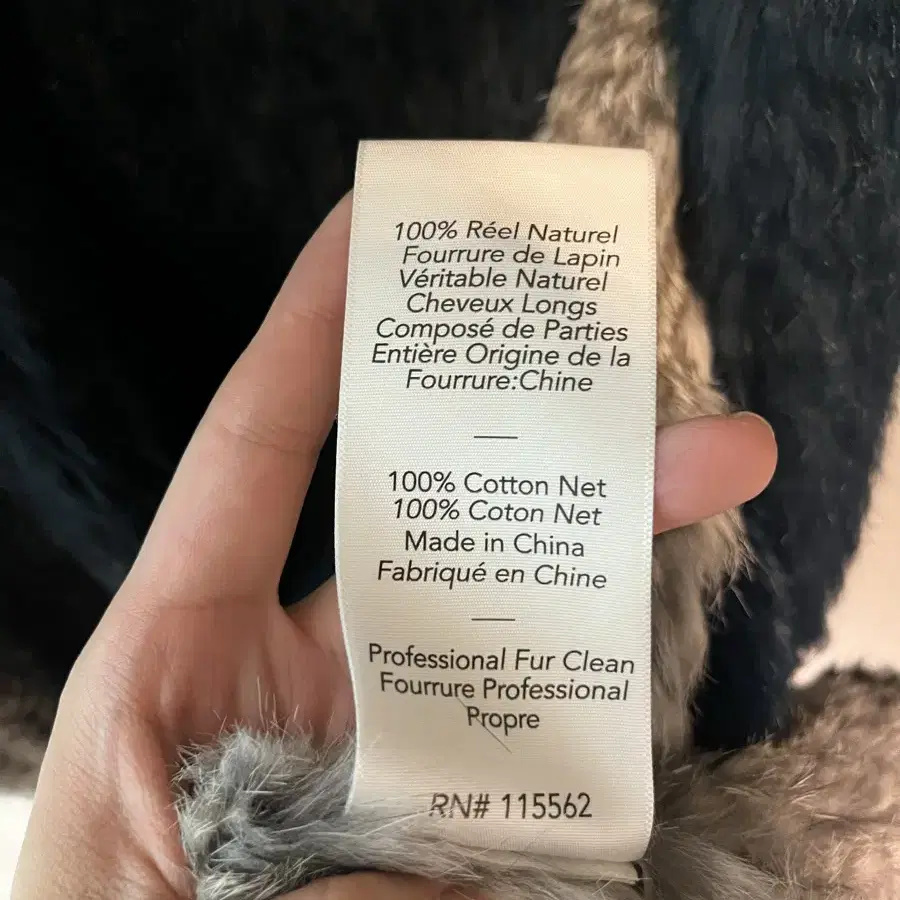 100% Réel Naturel
Fourrure de Lapin
Véritable Naturel
Cheveux Longs
Composé de Parties
Entière Origine de la
Fourrure:Chine
100% Cotton Net
100% Coton Net
Made in China
Fabriqué en Chine
Professional Fur Clean
Fourrure Professional
Propre
RN# 115562